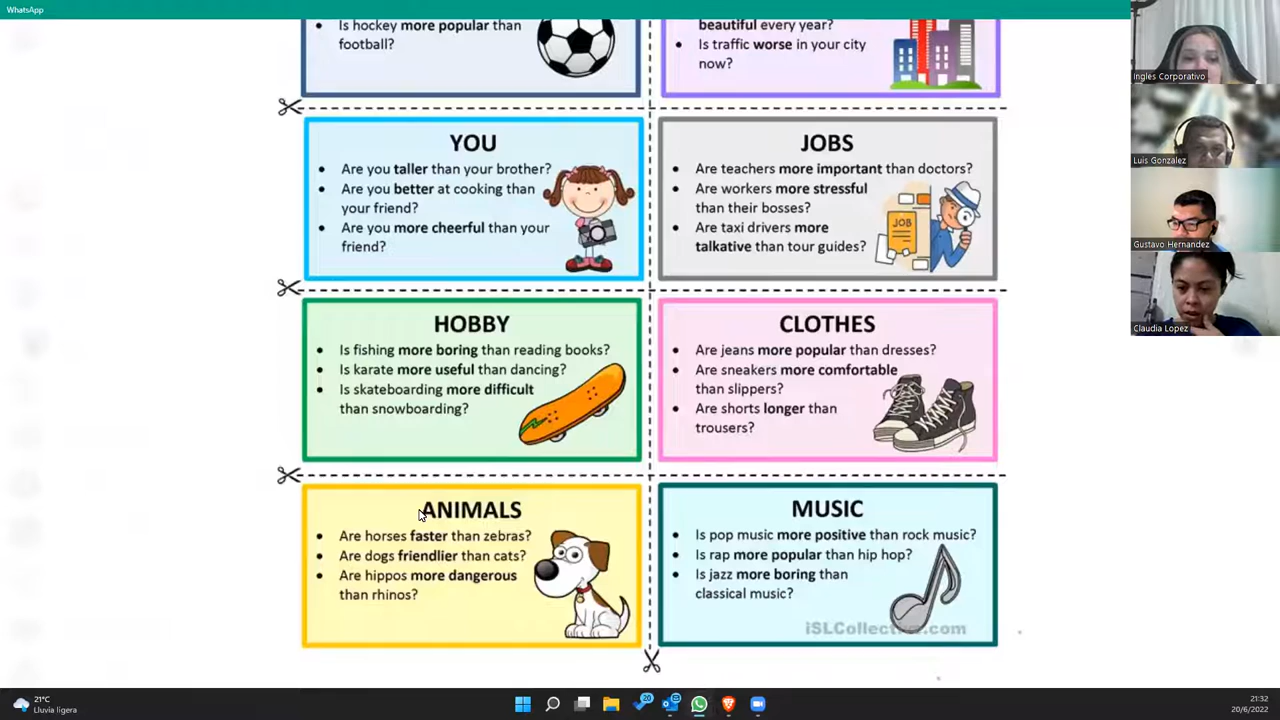 WhatsApp
Is hockey more popular than
football?
beautiful every year?
Is traffic worse in your city
now?
YOU
Are you taller than your brother?
Are you better at cooking than
your friend?
Are you more cheerful than your
friend?
JOBS
Are teachers more important than doctors?
Are workers more stressful
than their bosses?
Are taxi drivers more
talkative than tour guides?
JOB
HOBBY
Is fishing more boring than reading books?
Is karate more useful than dancing?
Is skateboarding more difficult
than snowboarding?
CLOTHES
Are jeans more popular than dresses?
Are sneakers more comfortable
than slippers?
Are shorts longer than
trousers?
ANIMALS
Are horses faster than zebras?
Are dogs friendlier than cats?
Are hippos more dangerous
than rhinos?
MUSIC
Is pop music more positive than rock music?
Is rap more popular than hip hop?
Is jazz more boring than
classical music?
iSLCollective.com
Ingles Corporativo
Luis Gonzalez
Gustavo Hernandez
Claudia Lopez
21°C
Lluvia ligera
20
21:32
20/6/2022